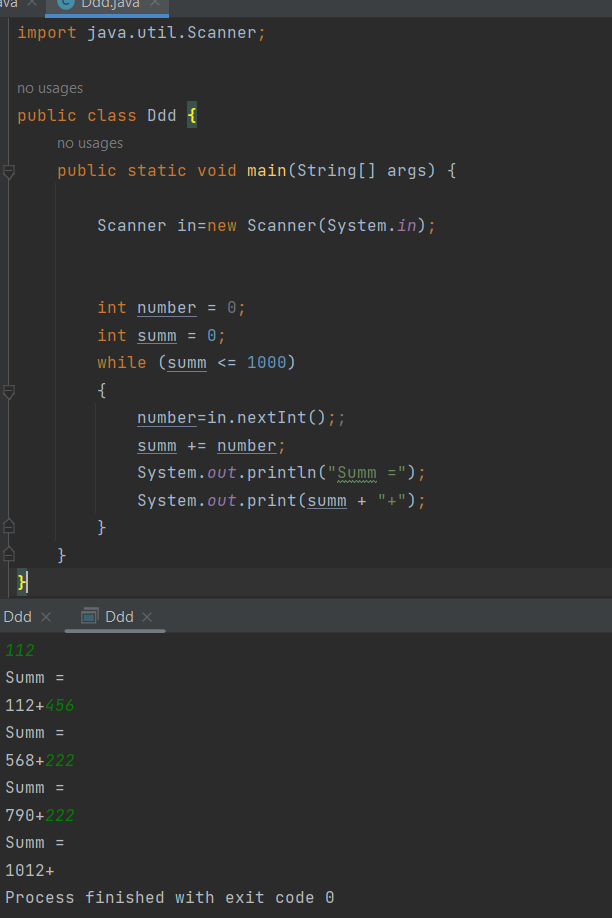 ava Ddd.java
import java.util.Scanner;
no usages
public class Ddd {
no usages
public static void main(String[] args) {
Scanner in=new Scanner(System.in);
int number = 0;
int summ = 0;
while (summ <= 1000)
{
number=in.nextInt();;
summ += number;
System.out.println("Summ =");
System.out.print(summ + "+");
}
}
}
Ddd Ddd
112
Summ =
112+456
Summ =
568+222
Summ =
790+222
Summ =
1012+
Process finished with exit code 0